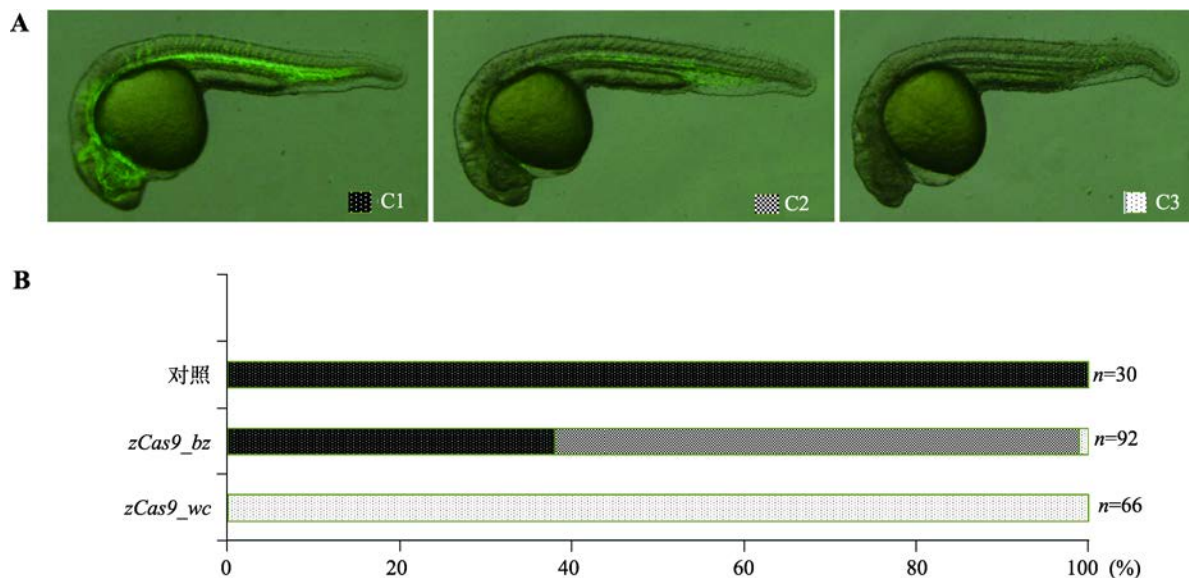 A
C1
C2
C3
B
对照
n=30
zCas9_bz
n=92
zCas9_wc
n=66
0 20 40 60 80 100 (%)